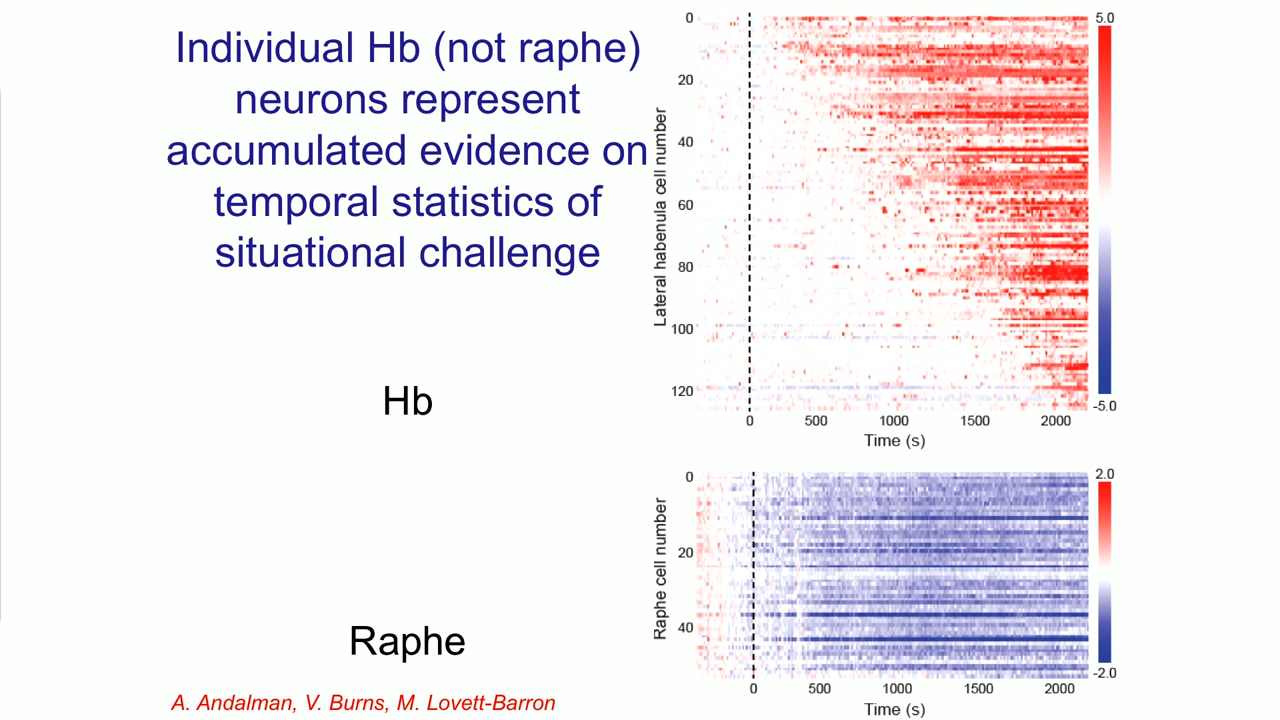 Individual Hb (not raphe)
neurons represent
accumulated evidence on
temporal statistics of
situational challenge
Hb
Raphe
A. Andalman, V. Burns, M. Lovett-Barron
Lateral habenula cell number
0
20
40
60
80
100
120
0 500 1000 1500 2000
Time (s)
5.0
-5.0
Raphe cell number
0
20
40
0 500 1000 1500 2000
Time (s)
2.0
-2.0